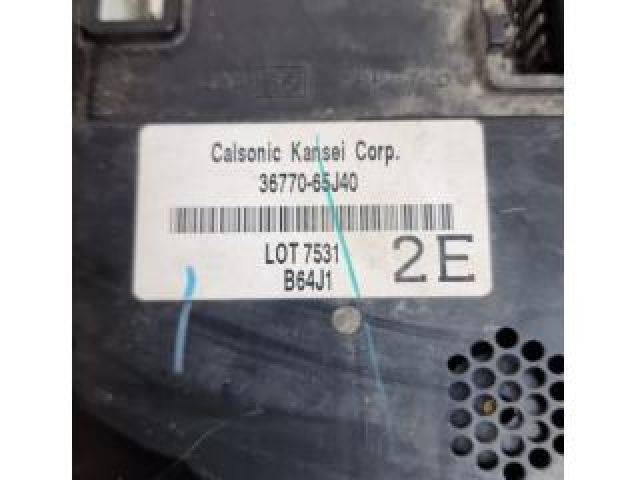 Calsonic Kansei Corp.
36770-65J40
LOT 7531
2E
B64J1